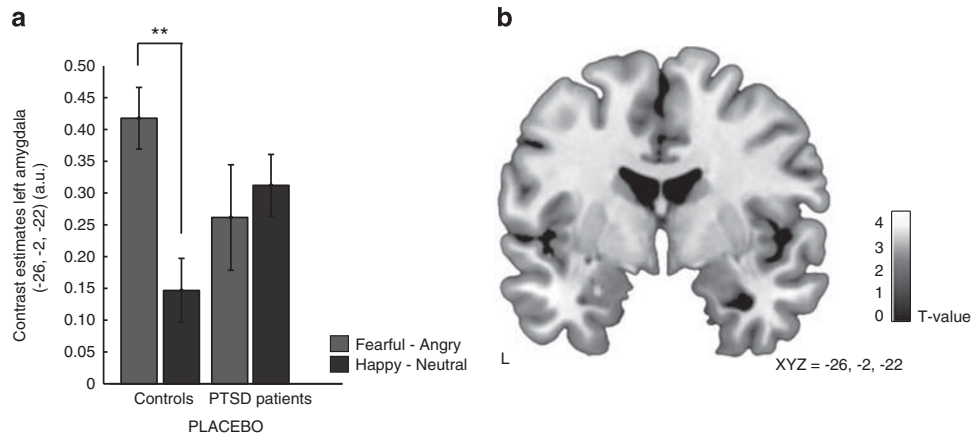 a
**
Contrast estimates left amygdala
(-26, -2, -22) (a.u.)
0.50
0.45
0.40
0.35
0.30
0.25
0.20
0.15
0.10
0.05
0
Fearful - Angry
Happy - Neutral
Controls
PTSD patients
PLACEBO
b
4
3
2
1
0
T-value
L
XYZ = -26, -2, -22